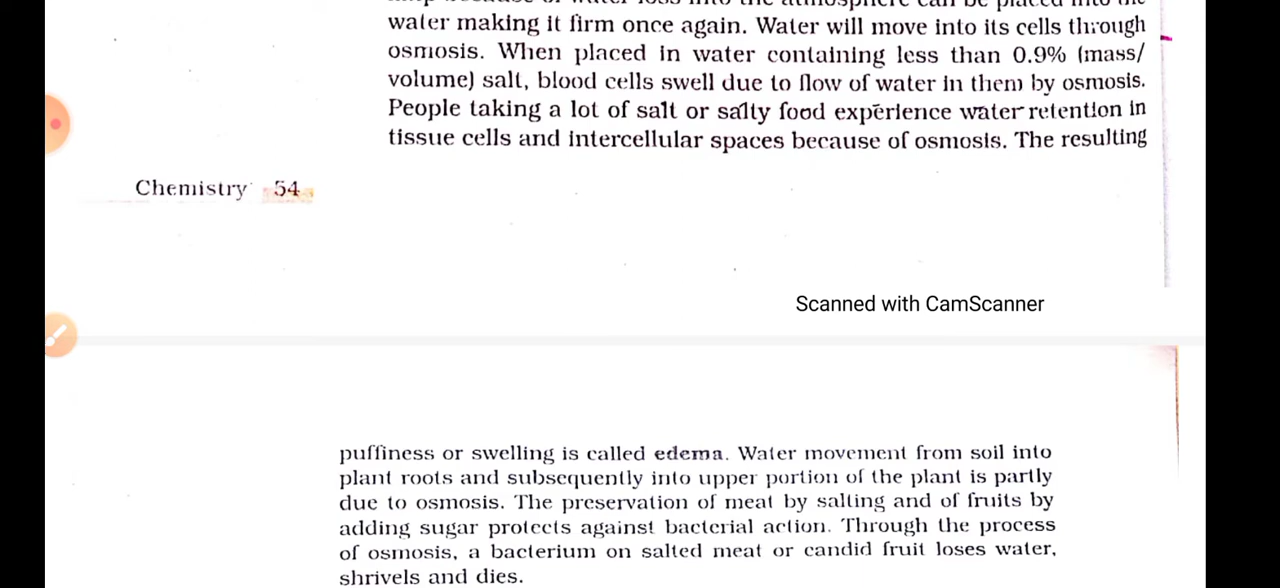 water making it firm once again. Water will move into its cells through
osmosis. When placed in water containing less than 0.9% (mass/
volume) salt, blood cells swell due to flow of water in them by osmosis.
People taking a lot of salt or salty food experience water retention in
tissue cells and intercellular spaces because of osmosis. The resulting
Chemistry 54
Scanned with CamScanner
puffiness or swelling is called edema. Water movement from soil into
plant roots and subsequently into upper portion of the plant is partly
due to osmosis. The preservation of meat by salting and of fruits by
adding sugar protects against bacterial action. Through the process
of osmosis, a bacterium on salted meat or candid fruit loses water,
shrivels and dies.